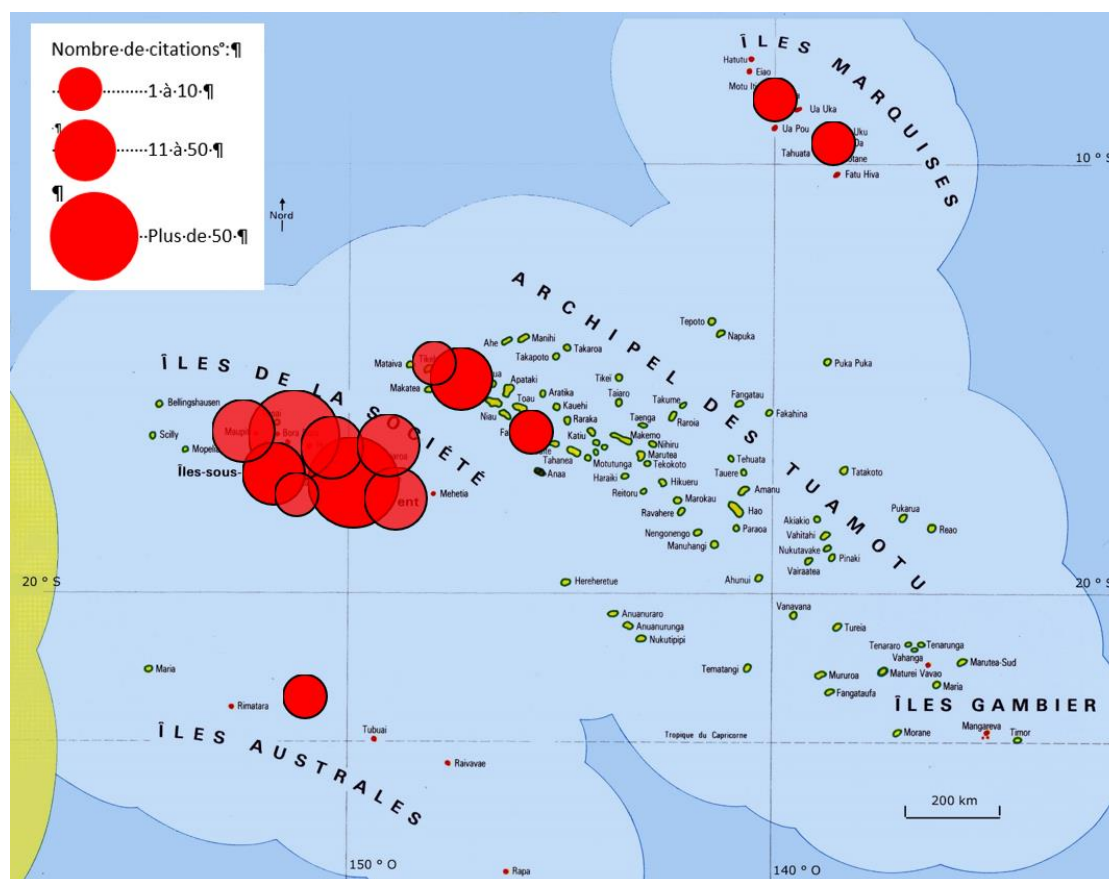 Nombre·de·citations°:¶
1·à·10·¶
¶
11·à·50·¶
¶
Plus·de·50·¶
Nord
ÎLES MARQUISES
Hatutu
Eiao
Ua Uka
Ua Pou
Tahuata
Fatu Hiva
10 ° S
ARCHIPEL DES TUAMOTU
Tepoto
Napuka
Puka Puka
Ahe
Manihi
Takaroa
Takapoto
Mataiva
Makatea
Apataki
Aratika
Toau
Kauehi
Niau
Raraka
Tikei
Taiaro
Takume
Raroia
Fangatau
Fakahina
Taenga
Katiu
Makemo
Nihiru
Marutea
Tekokoto
Tahanea
Motutunga
Anaa
Haraiki
Hikueru
Reitoru
Marokau
Ravahere
Tehuata
Tauere
Amanu
Hao
Paraoa
Tatakoto
Pukarua
Reao
Akiakio
Vahitahi
Nukutavake
Pinaki
Vairaatea
Nengonengo
Manuhangi
Ahunui
Hereheretue
ÎLES DE LA SOCIÉTÉ
Bellingshausen
Scilly
Mopelia
Bora
Îles-sous-
ent
Mehetia
20 ° S
20 ° S
Anuanuraro
Anuanurunga
Nukutipipi
Vanavana
Tureia
Tematangi
Tenararo
Tenarunga
Vahanga
Marutea-Sud
Mururoa
Maturei Vavao
Maria
Fangataufa
ÎLES GAMBIER
Morane
Mangareva
Timor
Tropique du Capricorne
Maria
Rimatara
Tubuai
Raivavae
ÎLES AUSTRALES
Rapa
200 km
150 ° O
140 ° O